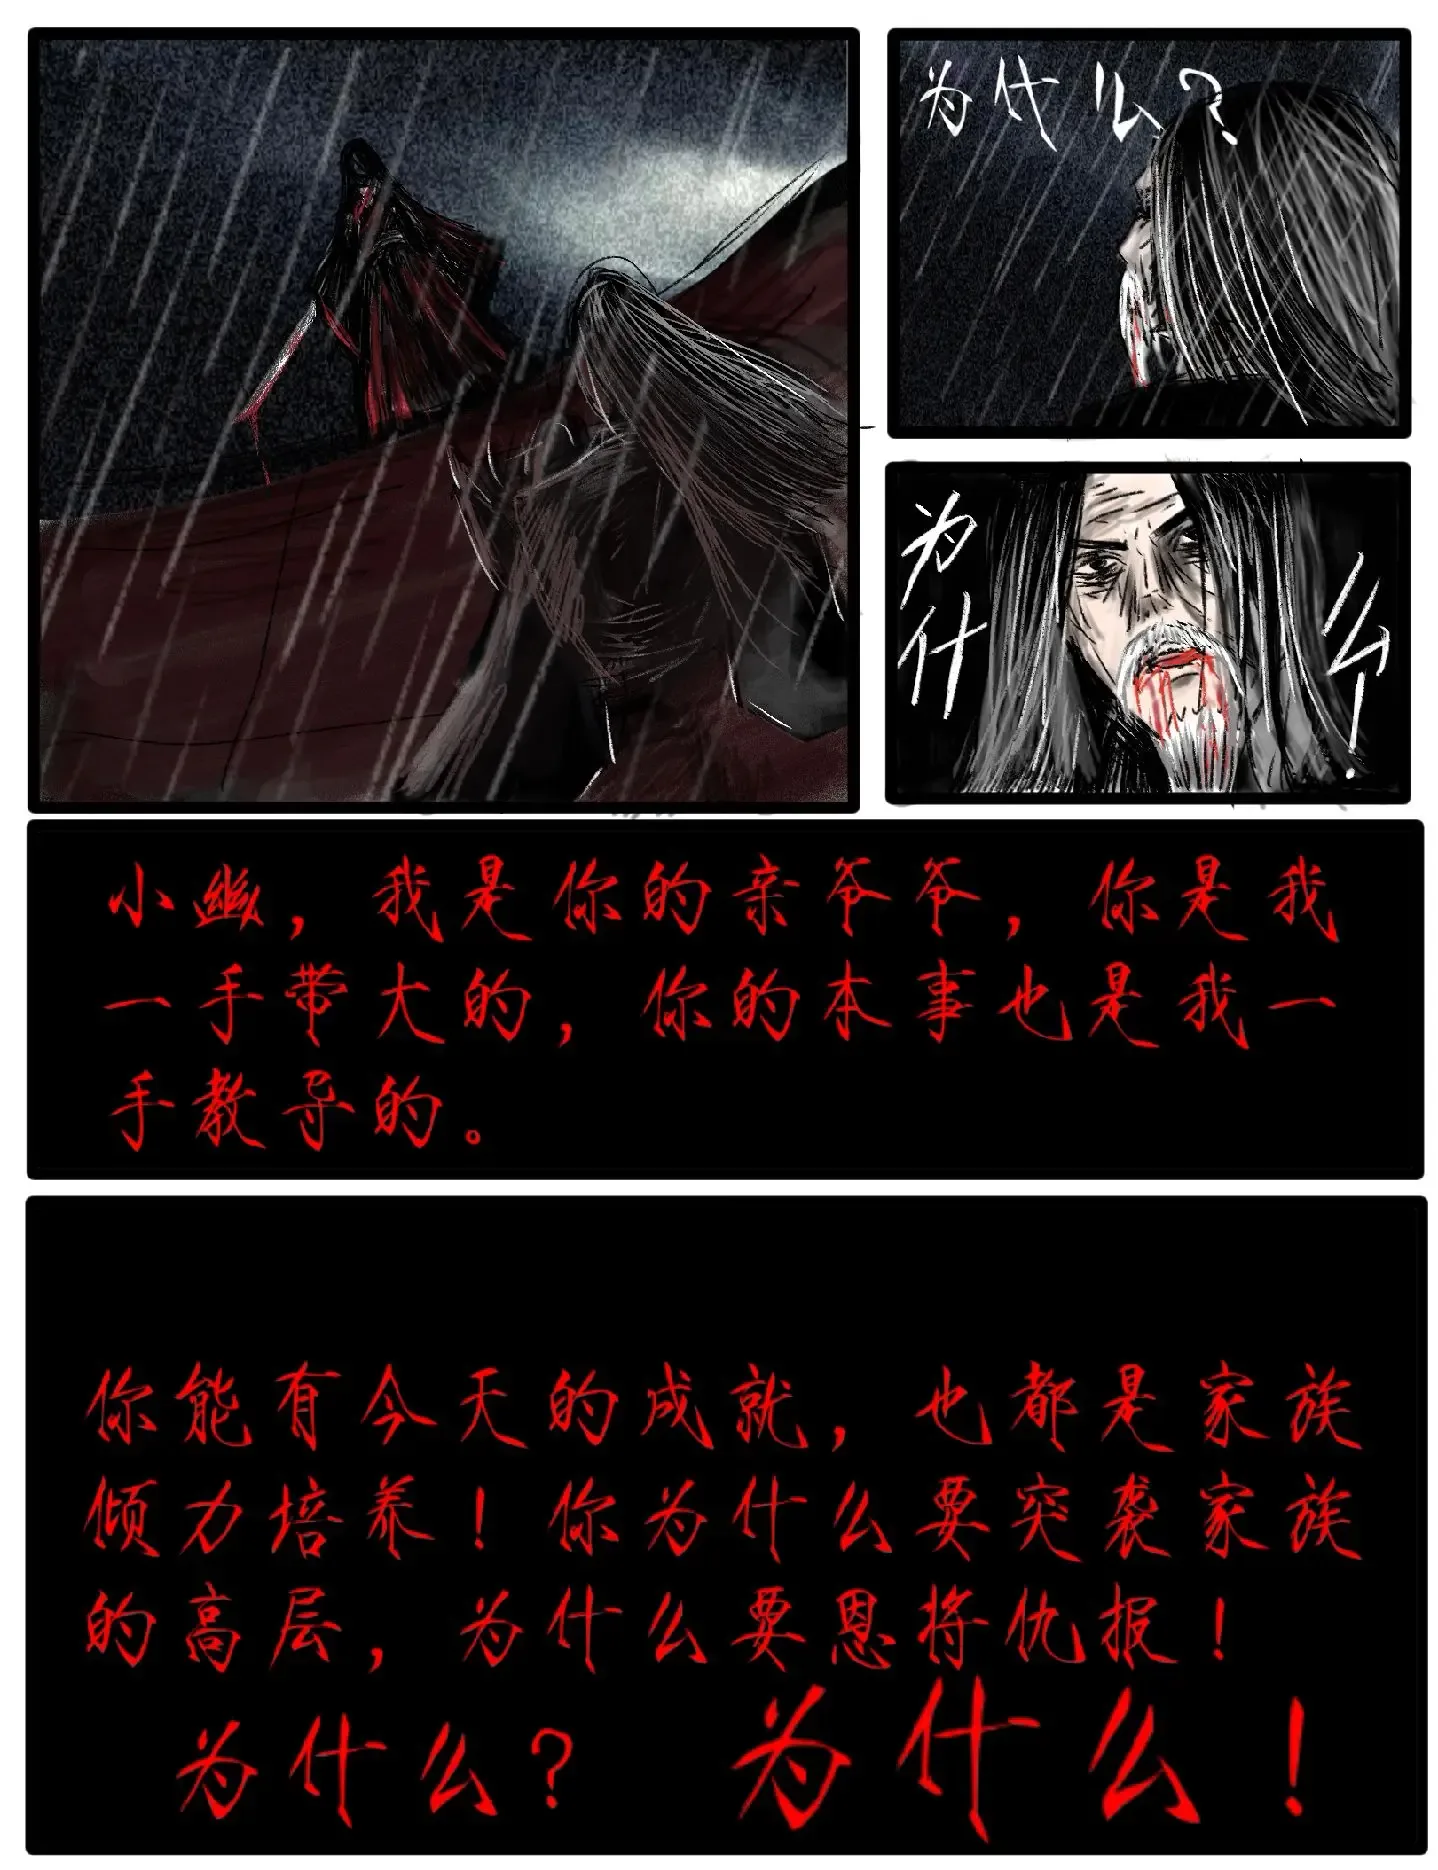 为什么?
为什么!
小幽，我是你的亲爷爷，你是我
一手带大的，你的本事也是我一
手教导的。
你能有今天的成就，也都是家族
倾力培养！你为什么要突袭家族
的高层，为什么要恩将仇报！
为什么？ 为什么！